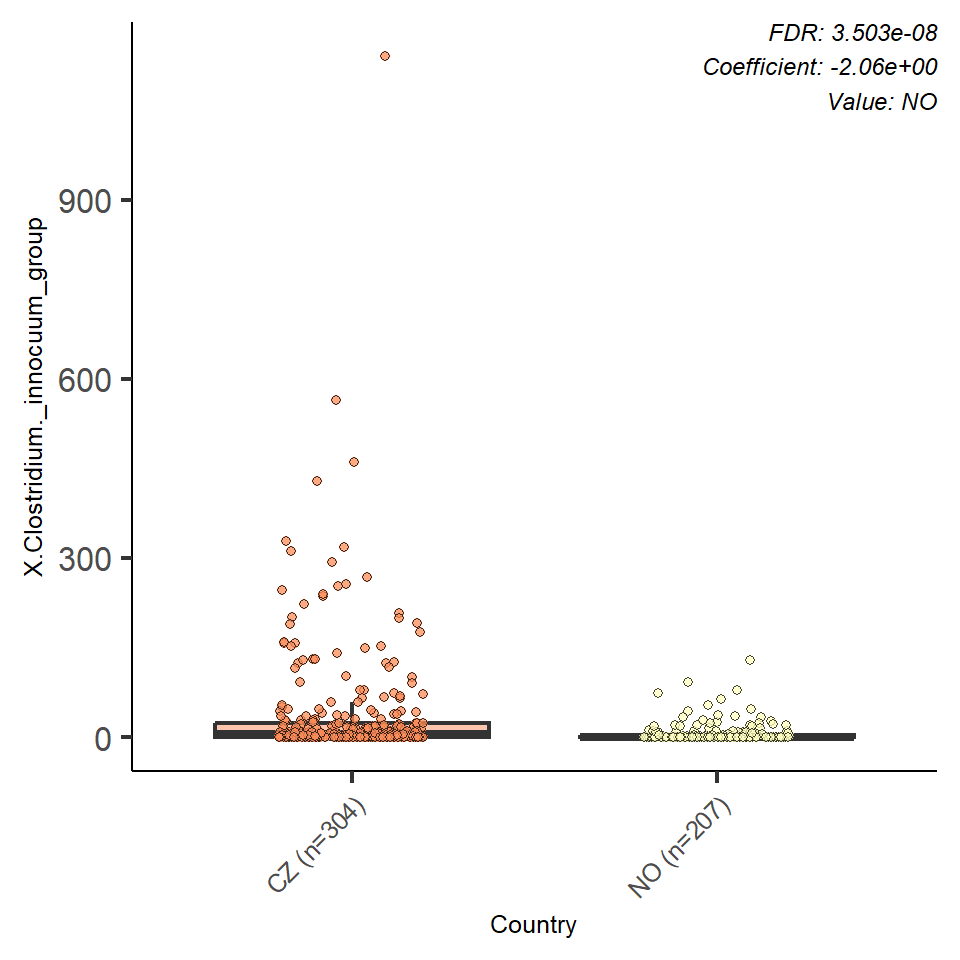 FDR: 3.503e-08
Coefficient: -2.06e+00
Value: NO
X.Clostridium._innocuum_group
900
600
300
0
CZ (n=304)
NO (n=207)
Country